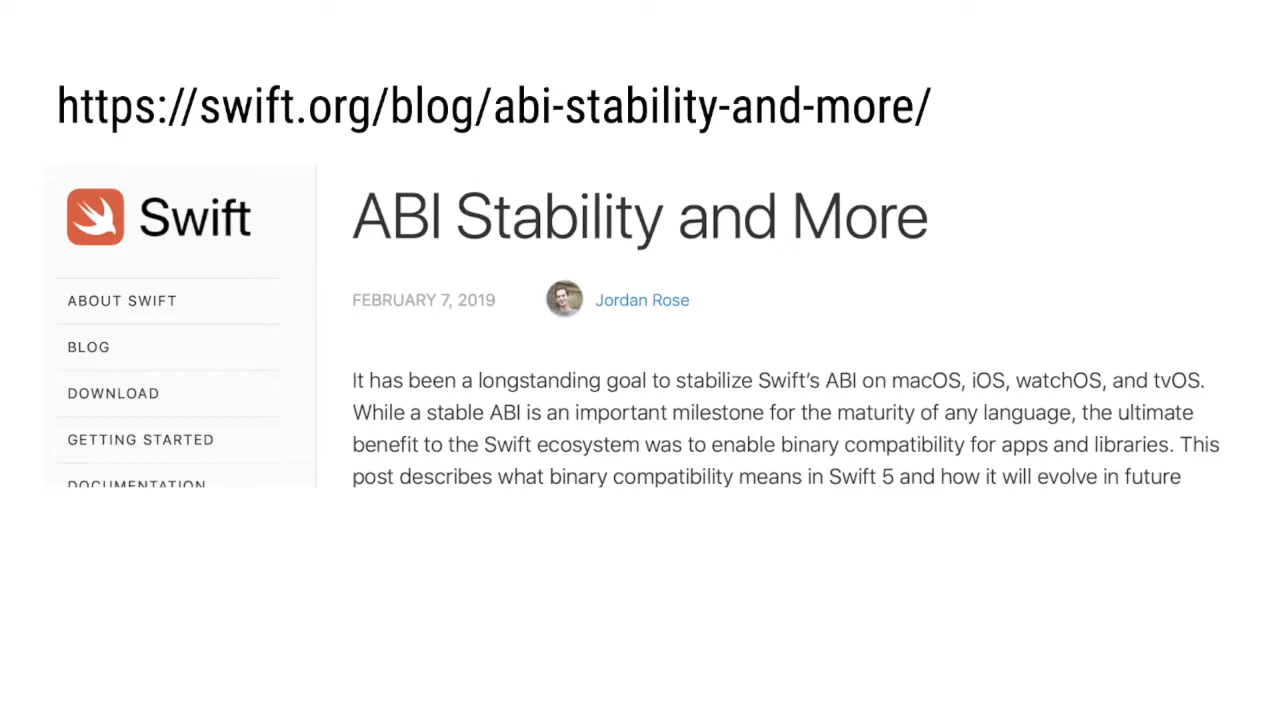 https://swift.org/blog/abi-stability-and-more/
Swift
ABOUT SWIFT
BLOG
DOWNLOAD
GETTING STARTED
DOCUMENTATION
ABI Stability and More
FEBRUARY 7, 2019 Jordan Rose
It has been a longstanding goal to stabilize Swift’s ABI on macOS, iOS, watchOS, and tvOS.
While a stable ABI is an important milestone for the maturity of any language, the ultimate
benefit to the Swift ecosystem was to enable binary compatibility for apps and libraries. This
post describes what binary compatibility means in Swift 5 and how it will evolve in future